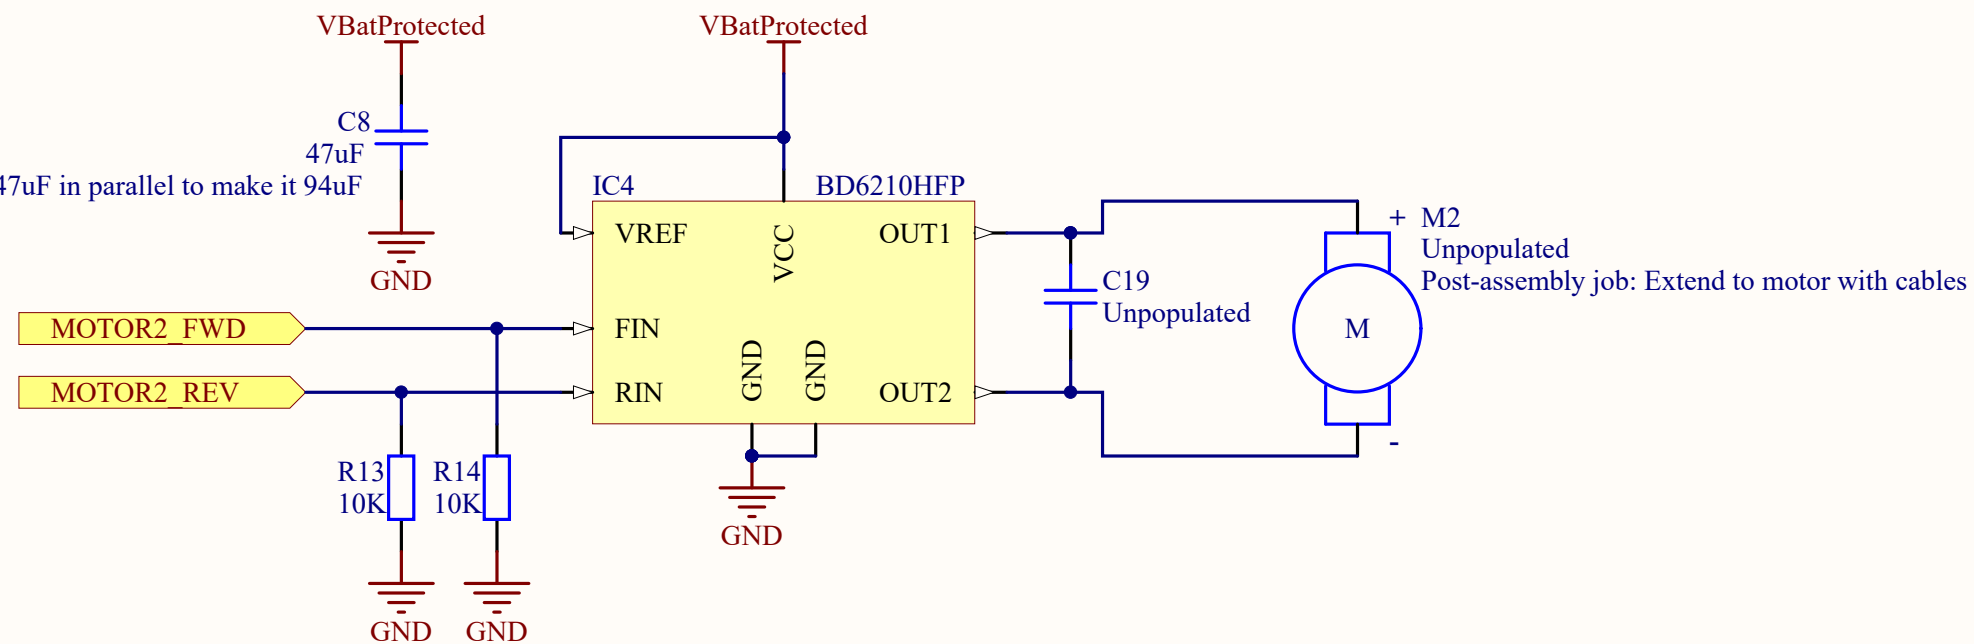 VBatProtected
VBatProtected
C8
47uF
47uF in parallel to make it 94uF
GND
IC4
BD6210HFP
VREF
VCC
OUT1
FIN
RIN
GND
GND
OUT2
MOTOR2_FWD
MOTOR2_REV
C19
Unpopulated
+
M2
Unpopulated
Post-assembly job: Extend to motor with cables
M
-
R13
10K
R14
10K
GND
GND
GND